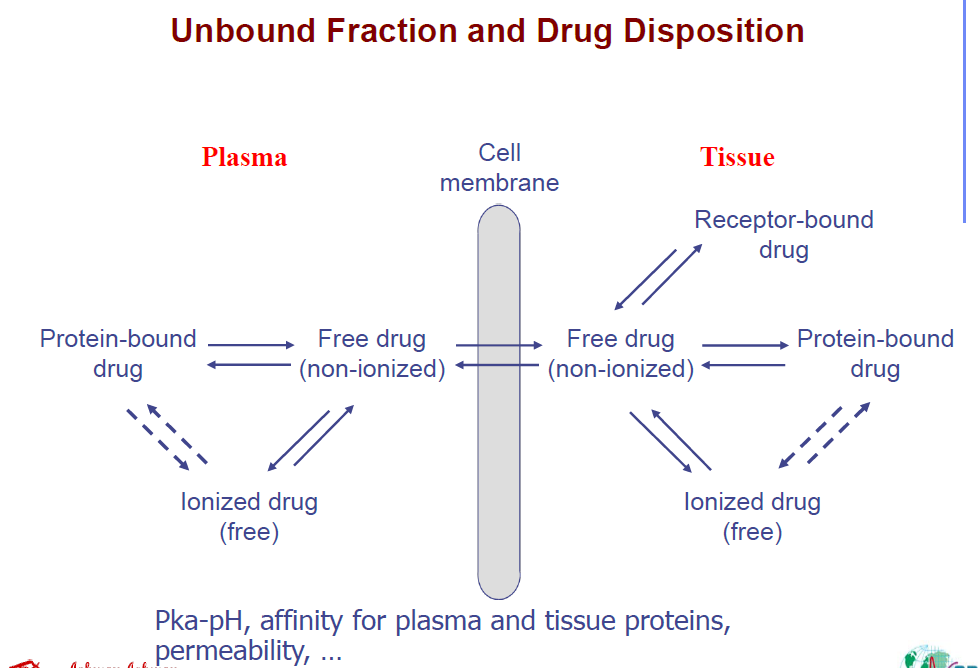 Unbound Fraction and Drug Disposition
Plasma
Cell
membrane
Tissue
Receptor-bound
drug
Protein-bound
drug
Free drug
(non-ionized)
Free drug
(non-ionized)
Protein-bound
drug
Ionized drug
(free)
Ionized drug
(free)
Pka-pH, affinity for plasma and tissue proteins,
permeability, ...